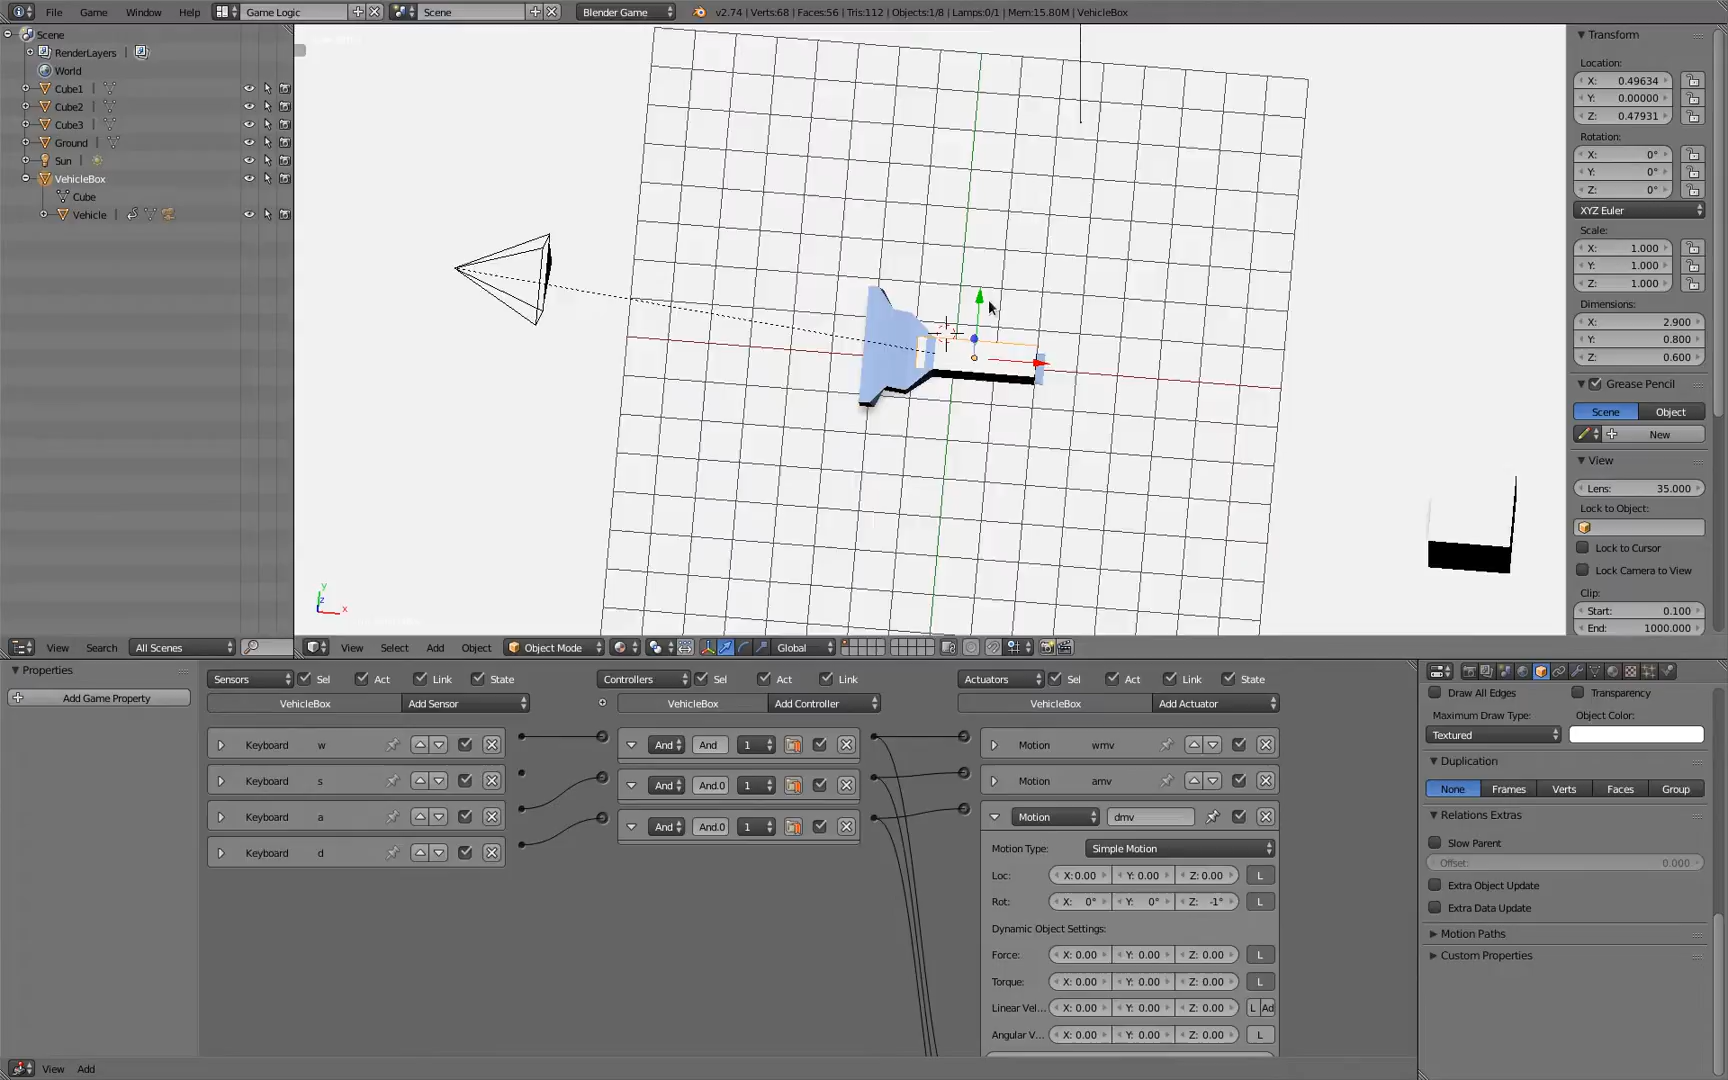 File Game Window Help Game Logic Scene Blender Game v2.74 | Verts:68 | Faces:56 | Tris:112 | Objects:1/8 | Lamps:0/1 | Mem:15.80M | VehicleBox
Scene
RenderLayers
World
Cube1
Cube2
Cube3
Ground
Sun
VehicleBox
Cube
Vehicle
View Search All Scenes
y
z
x
View Select Add Object Object Mode Global
Transform
Location:
X: 0.49634
Y: 0.00000
Z: 0.47931
Rotation:
X: 0°
Y: 0°
Z: 0°
XYZ Euler
Scale:
X: 1.000
Y: 1.000
Z: 1.000
Dimensions:
X: 2.900
Y: 0.800
Z: 0.600
Grease Pencil
Scene Object
New
View
Lens: 35.000
Lock to Object:
Lock to Cursor
Lock Camera to View
Clip:
Start: 0.100
End: 1000.000
Properties
Add Game Property
Sensors Sel Act Link State
VehicleBox Add Sensor
Keyboard w
Keyboard s
Keyboard a
Keyboard d
Controllers Sel Act Link
VehicleBox Add Controller
And And 1
And And.0 1
And And.0 1
Actuators Sel Act Link State
VehicleBox Add Actuator
Motion wmv
Motion amv
Motion dmv
Motion Type: Simple Motion
Loc: X: 0.00 Y: 0.00 Z: 0.00 L
Rot: X: 0° Y: 0° Z: -1° L
Dynamic Object Settings:
Force: X: 0.00 Y: 0.00 Z: 0.00 L
Torque: X: 0.00 Y: 0.00 Z: 0.00 L
Linear Vel... X: 0.00 Y: 0.00 Z: 0.00 L Ad
Angular V... X: 0.00 Y: 0.00 Z: 0.00 L
Draw All Edges Transparency
Maximum Draw Type: Object Color:
Textured
Duplication
None Frames Verts Faces Group
Relations Extras
Slow Parent
Offset: 0.000
Extra Object Update
Extra Data Update
Motion Paths
Custom Properties
View Add